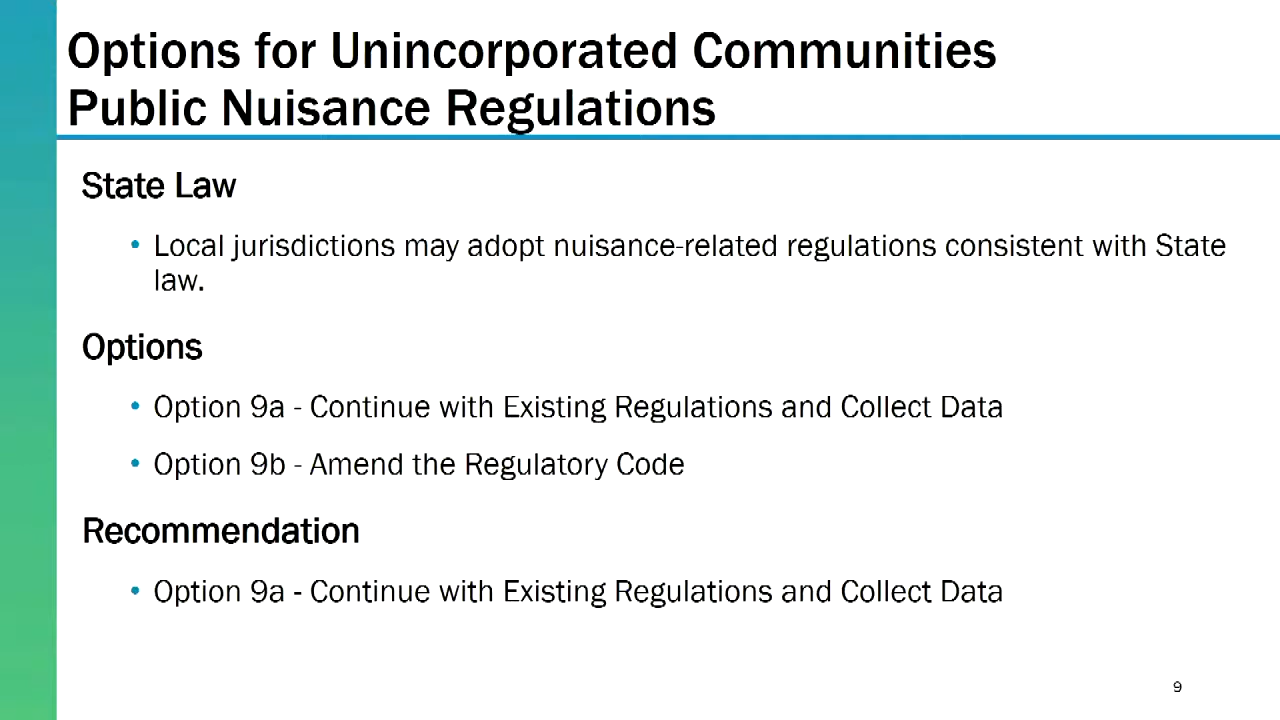 Options for Unincorporated Communities
Public Nuisance Regulations
State Law
• Local jurisdictions may adopt nuisance-related regulations consistent with State
law.
Options
• Option 9a - Continue with Existing Regulations and Collect Data
• Option 9b - Amend the Regulatory Code
Recommendation
• Option 9a - Continue with Existing Regulations and Collect Data
9